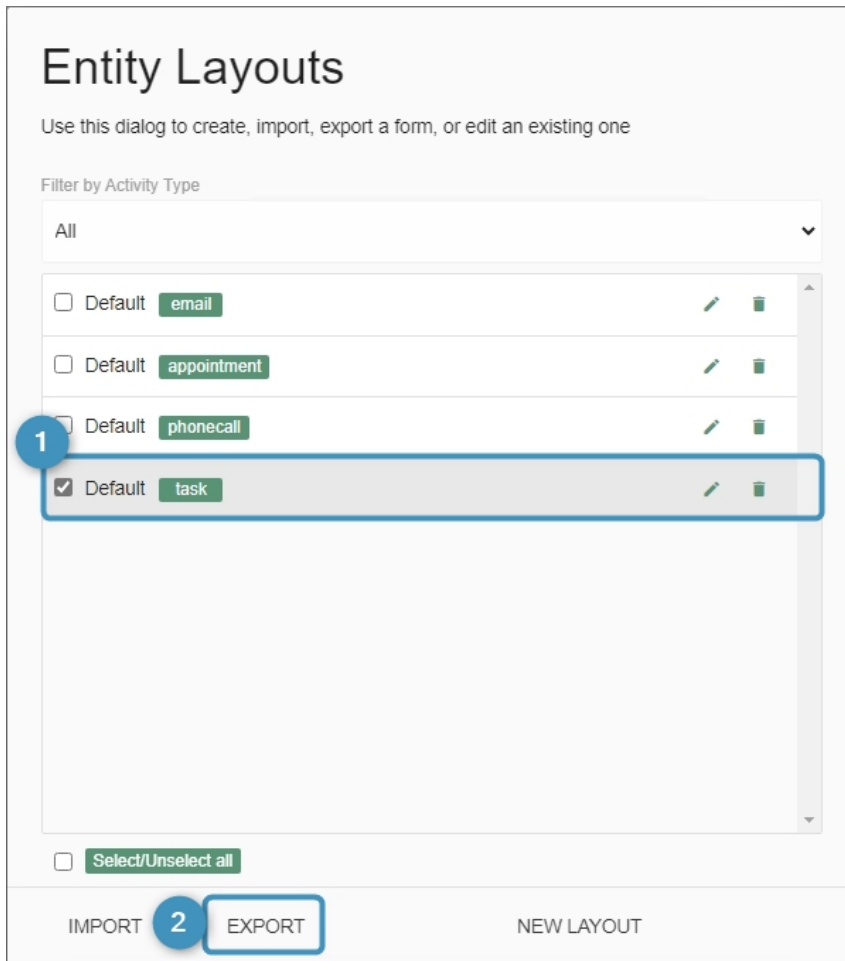 Entity Layouts
Use this dialog to create, import, export a form, or edit an existing one
Filter by Activity Type
All
Default email
Default appointment
Default phonecall
1
Default task
Select/Unselect all
IMPORT 2 EXPORT NEW LAYOUT